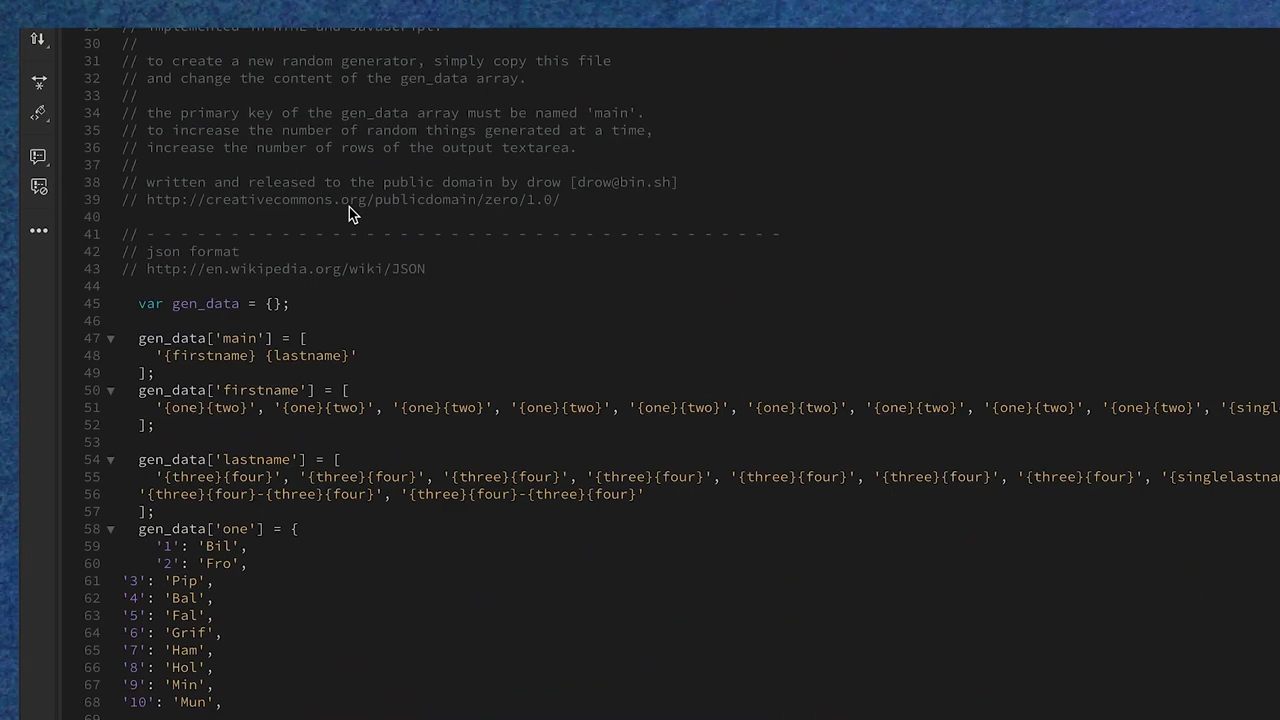 29 // implemented in HTML and Javascript.
30 //
31 // to create a new random generator, simply copy this file
32 // and change the content of the gen_data array.
33 //
34 // the primary key of the gen_data array must be named 'main'.
35 // to increase the number of random things generated at a time,
36 // increase the number of rows of the output textarea.
37 //
38 // written and released to the public domain by drow [drow@bin.sh]
39 // http://creativecommons.org/publicdomain/zero/1.0/
40
41 // - - - - - - - - - - - - - - - - - - - - - - - - - - - - - - - - - - - - - -
42 // json format
43 // http://en.wikipedia.org/wiki/JSON
44
45 var gen_data = {};
46
47 gen_data['main'] = [
48 '{firstname} {lastname}'
49 ];
50 gen_data['firstname'] = [
51 '{one}{two}', '{one}{two}', '{one}{two}', '{one}{two}', '{one}{two}', '{one}{two}', '{one}{two}', '{one}{two}', '{one}{two}', '{singl
52 ];
53
54 gen_data['lastname'] = [
55 '{three}{four}', '{three}{four}', '{three}{four}', '{three}{four}', '{three}{four}', '{three}{four}', '{three}{four}', '{singlelastna
56 '{three}{four}-{three}{four}', '{three}{four}-{three}{four}'
57 ];
58 gen_data['one'] = {
59 '1': 'Bil',
60 '2': 'Fro',
61 '3': 'Pip',
62 '4': 'Bal',
63 '5': 'Fal',
64 '6': 'Grif',
65 '7': 'Ham',
66 '8': 'Hol',
67 '9': 'Min',
68 '10': 'Mun',
69